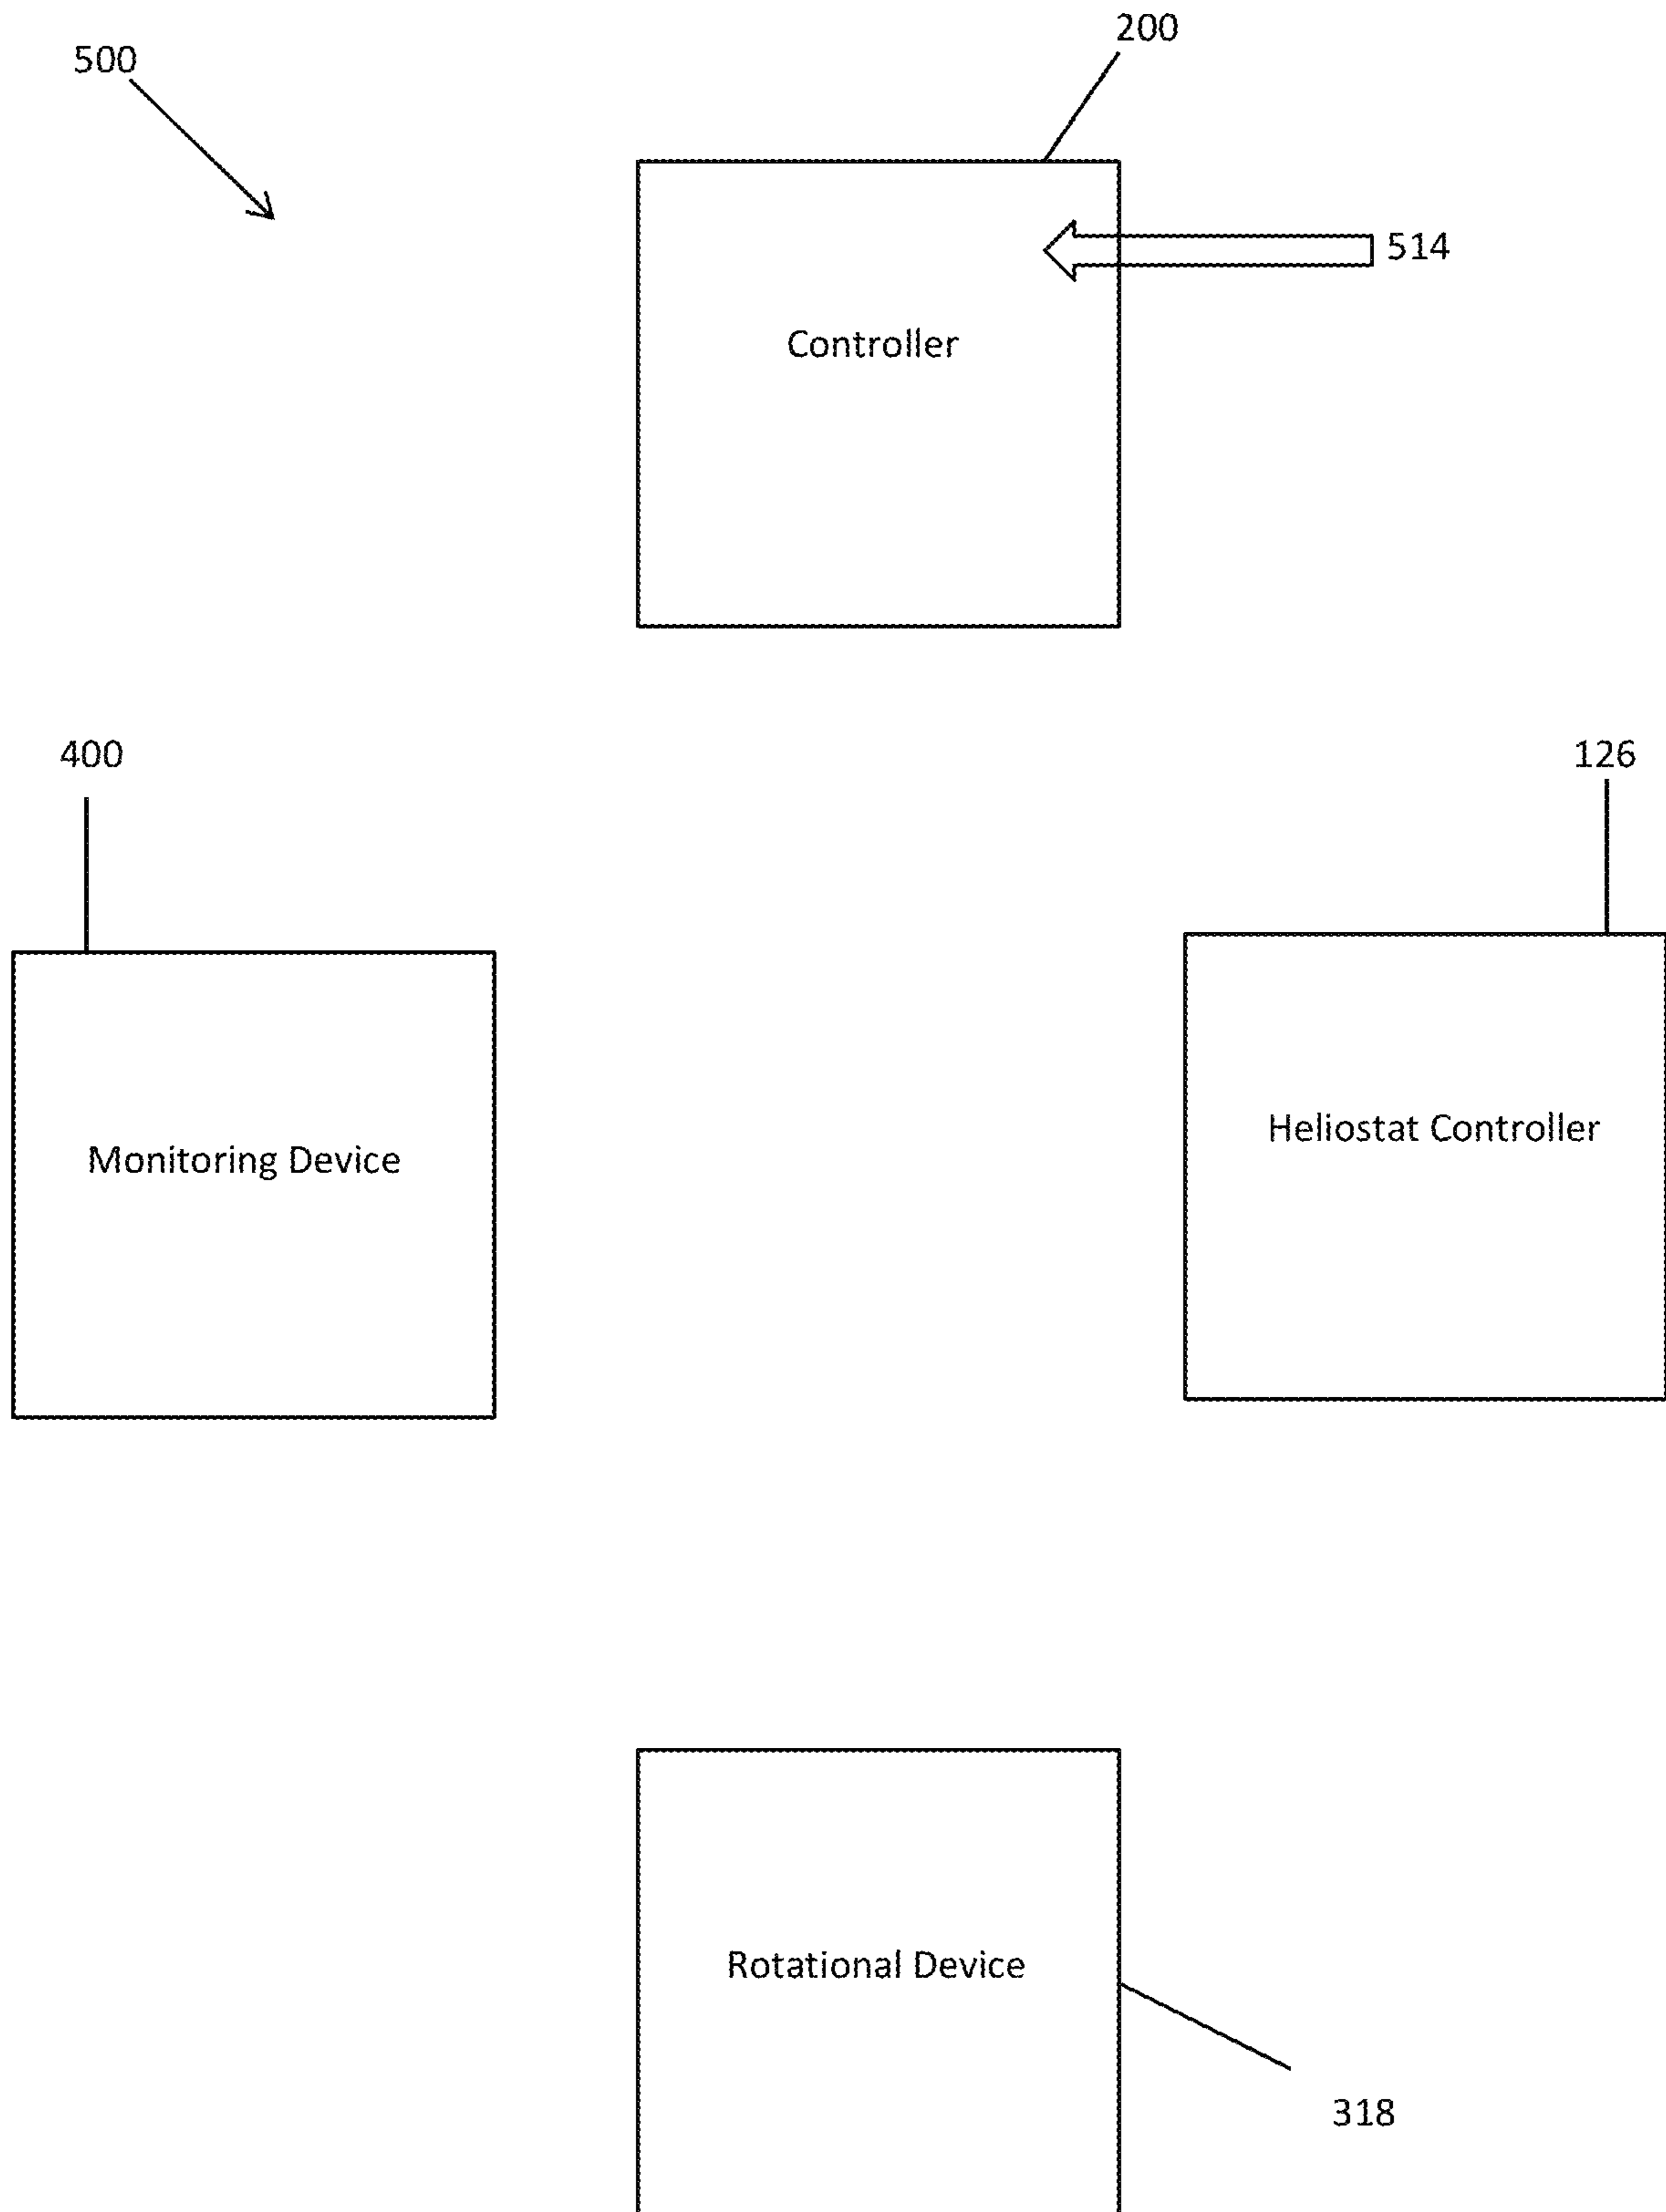 200
500
514
Controller
400
126
Heliostat Controller
Monitoring Device
Rotational Device
318